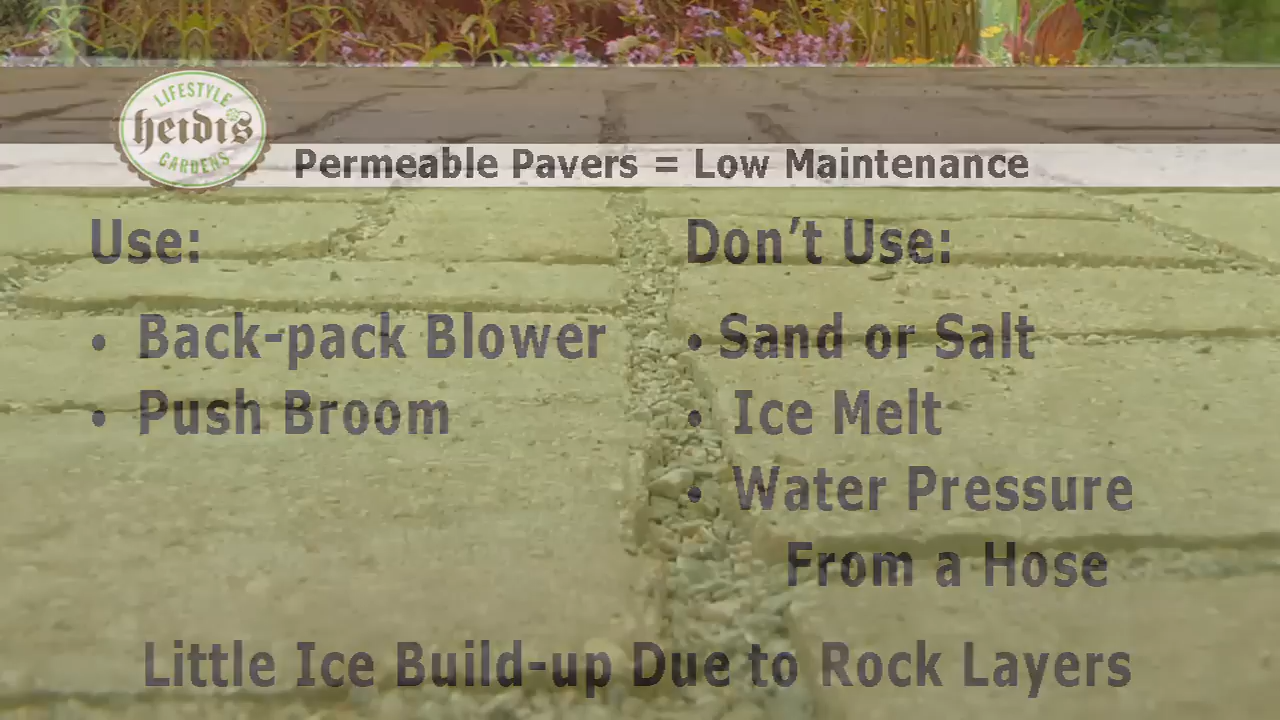 LIFESTYLE
heidis
GARDENS
Permeable Pavers = Low Maintenance
Use:
• Back-pack Blower
• Push Broom
Don’t Use:
• Sand or Salt
• Ice Melt
• Water Pressure
From a Hose
Little Ice Build-up Due to Rock Layers